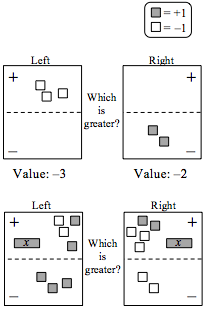 = +1
= –1
Left
Right
+
+
Which
is
greater?
–
–
Value: –3
Value: –2
Left
Right
+
+
x
x
Which
is
greater?
–
–